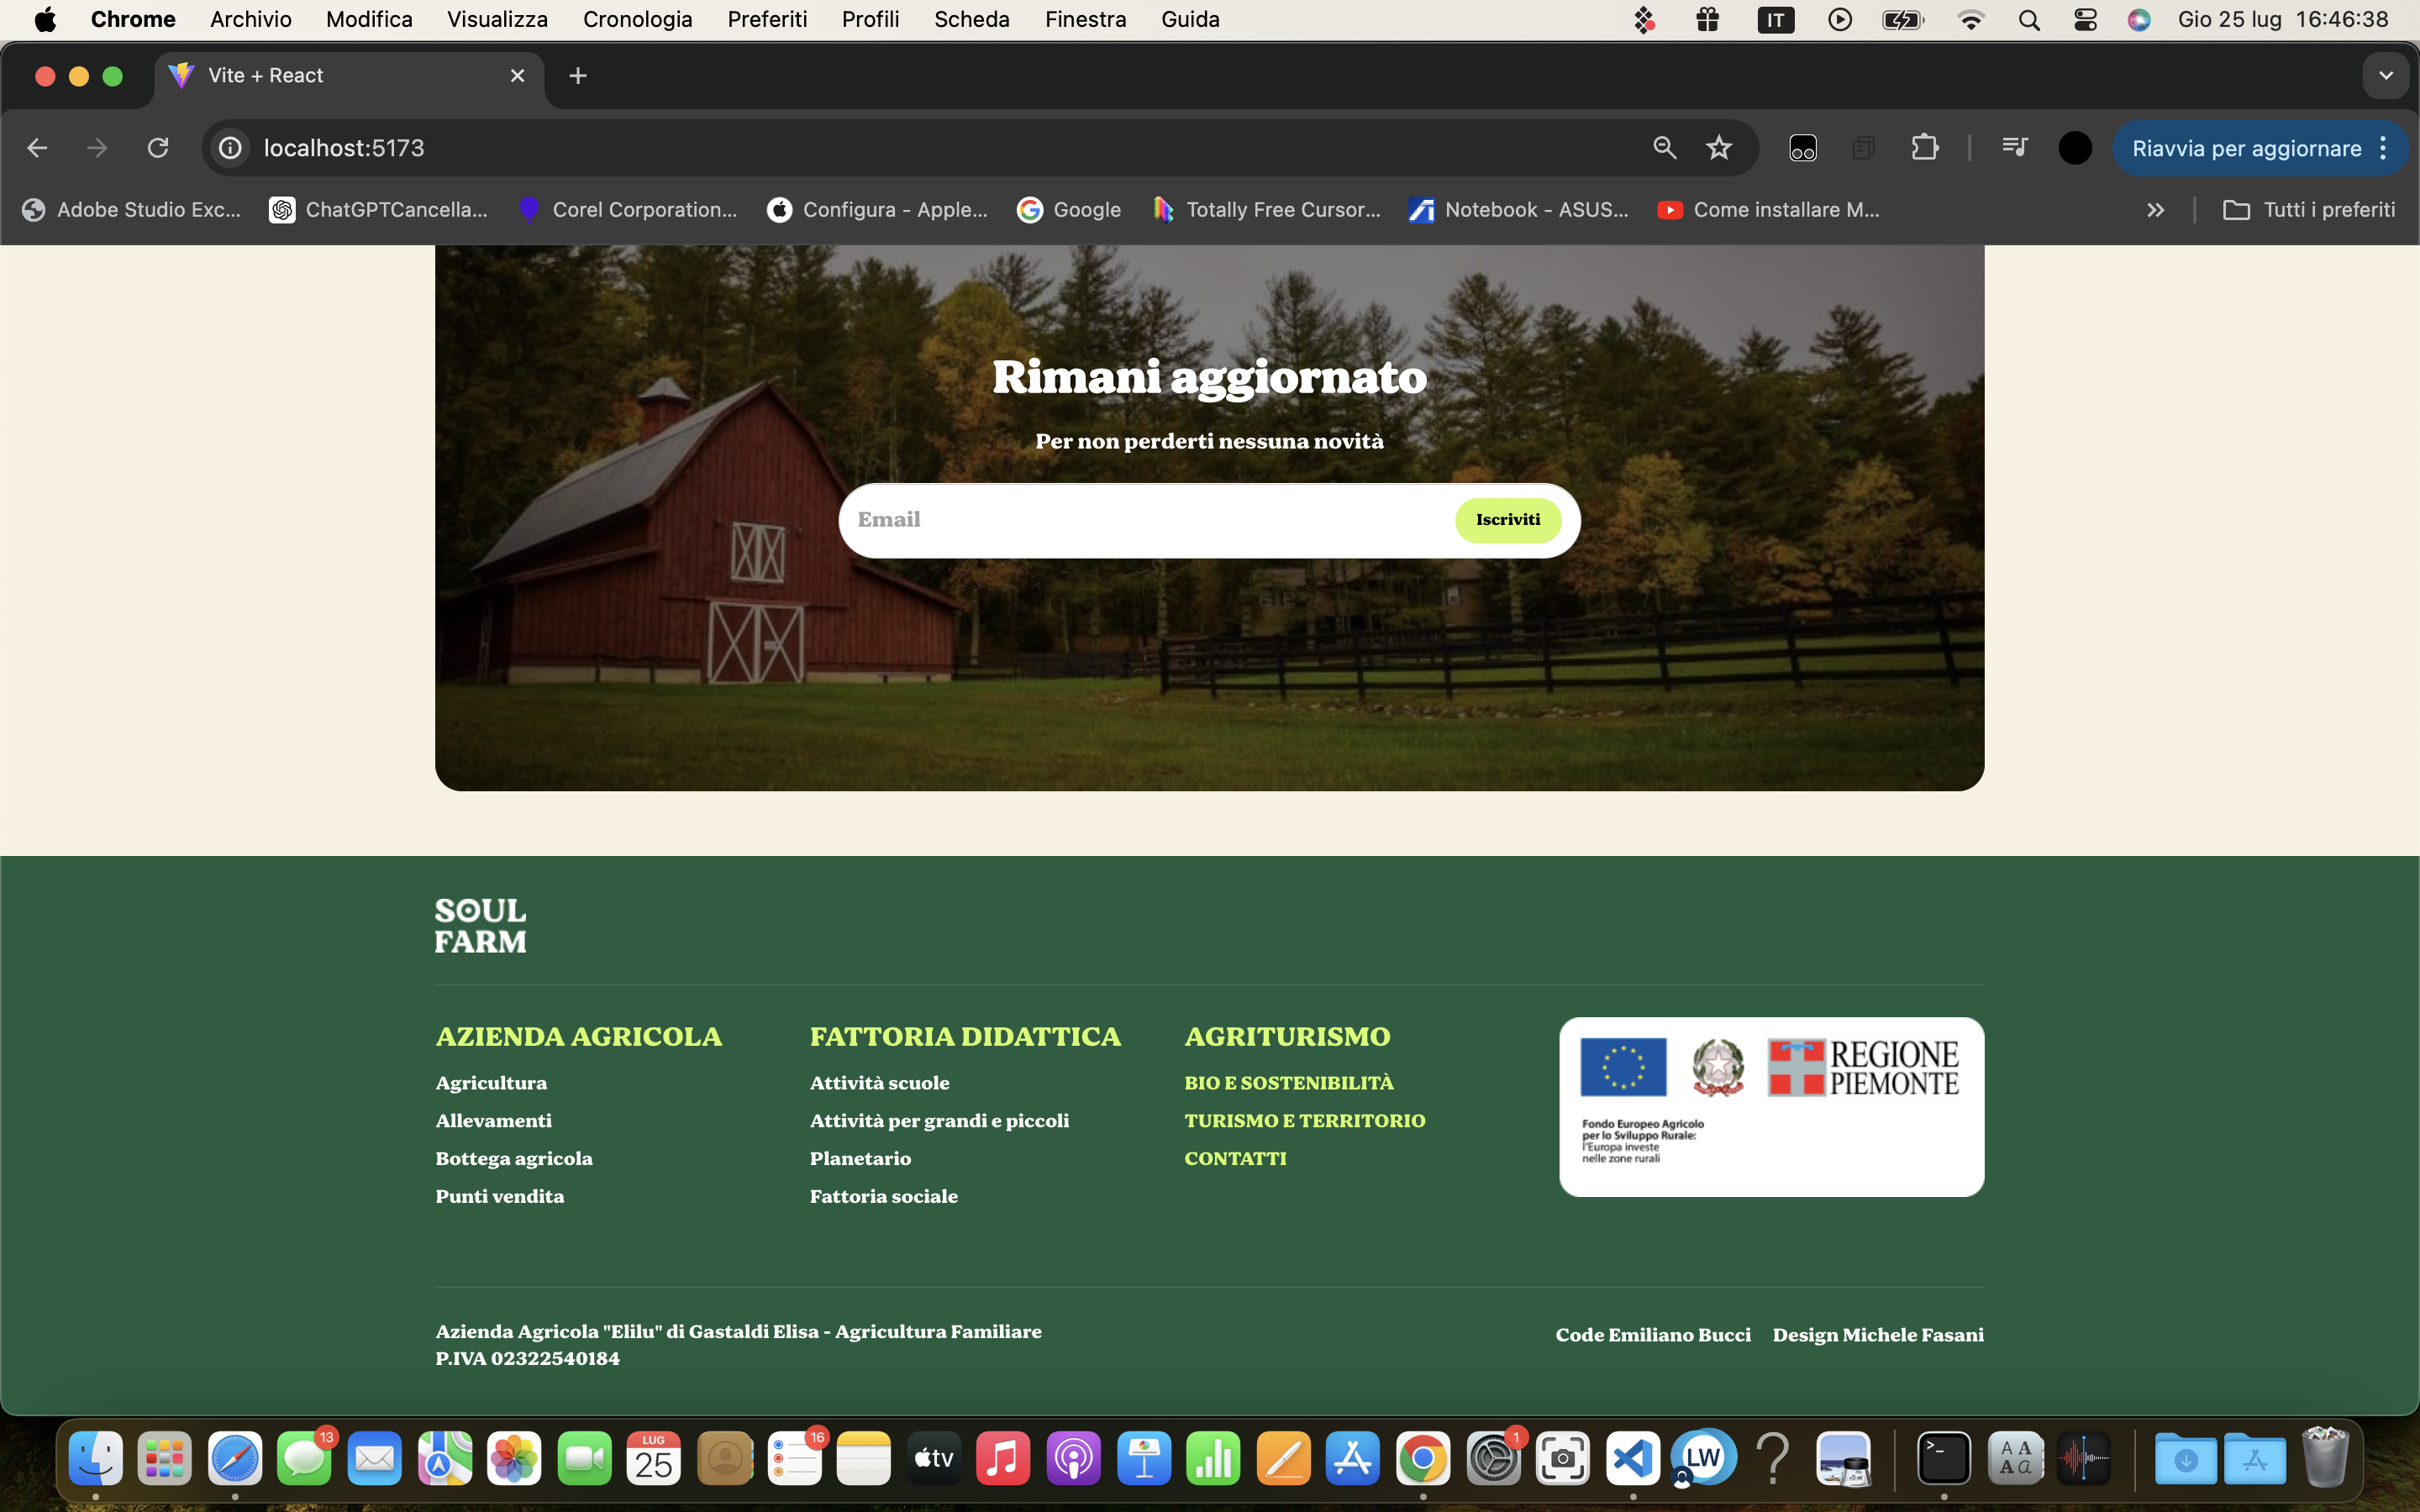 Chrome Archivio Modifica Visualizza Cronologia Preferiti Profili Scheda Finestra Guida IT Gio 25 lug 16:46:38
Vite + React
localhost:5173 Riavvia per aggiornare
Adobe Studio Exc... ChatGPTCancella... Corel Corporation... Configura - Apple... Google Totally Free Cursor... Notebook - ASUS... Come installare M... Tutti i preferiti
Rimani aggiornato
Per non perderti nessuna novità
Email Iscriviti
SOUL
FARM
AZIENDA AGRICOLA
Agricultura
Allevamenti
Bottega agricola
Punti vendita
FATTORIA DIDATTICA
Attività scuole
Attività per grandi e piccoli
Planetario
Fattoria sociale
AGRITURISMO
BIO E SOSTENIBILITÀ
TURISMO E TERRITORIO
CONTATTI
REGIONE
PIEMONTE
Fondo Europeo Agricolo
per lo Sviluppo Rurale:
l'Europa investe
nelle zone rurali
Azienda Agricola "Elilu" di Gastaldi Elisa - Agricultura Familiare
P.IVA 02322540184
Code Emiliano Bucci Design Michele Fasani
13 LUG 25 16 tv 1 LW >_ A A A a